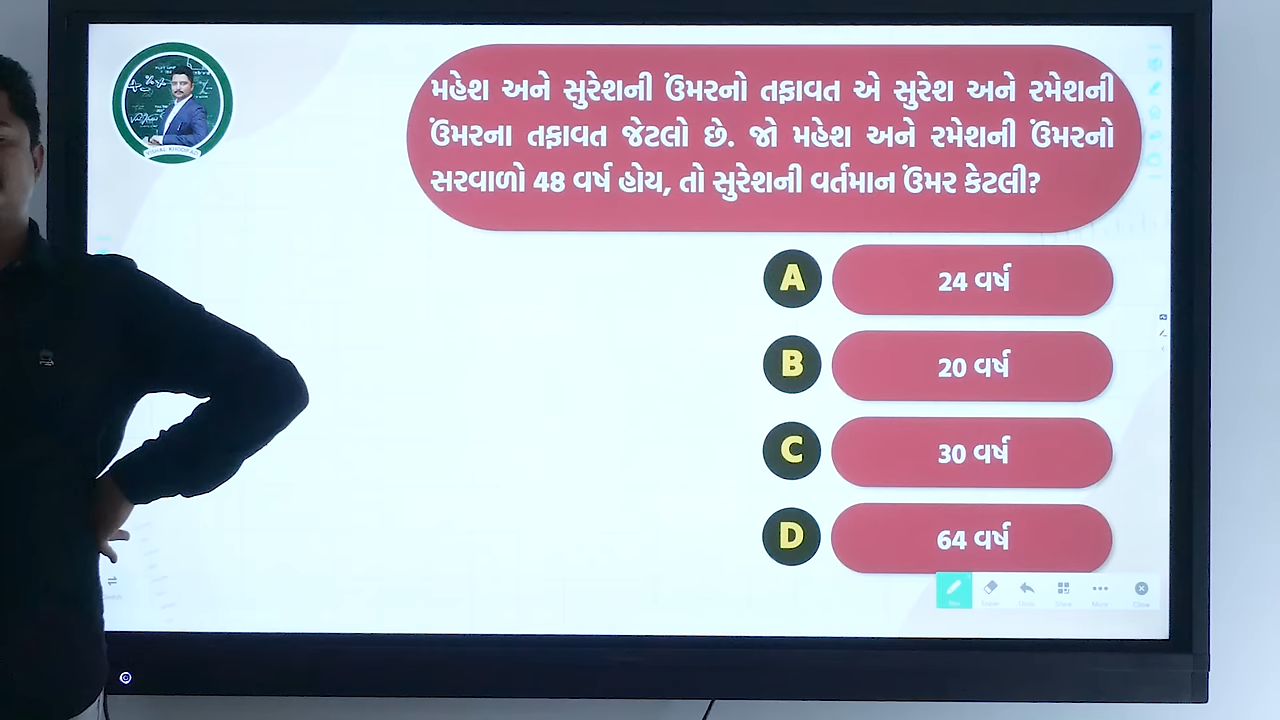 મહેશ અને સુરેશની ઉંમરનો તફાવત એ સુરેશ અને રમેશની
ઉંમરના તફાવત જેટલો છે. જો મહેશ અને રમેશની ઉંમરનો
સરવાળો 48 વર્ષ હોય, તો સુરેશની વર્તમાન ઉંમર કેટલી?
A 24 વર્ષ
B 20 વર્ષ
C 30 વર્ષ
D 64 વર્ષ